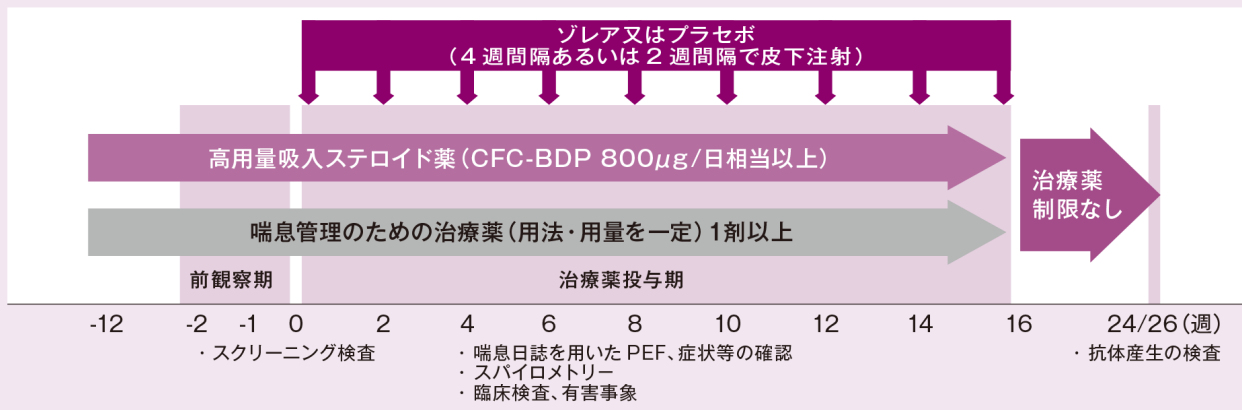 ゾレア又はプラセボ
（4週間隔あるいは2週間隔で皮下注射）
高用量吸入ステロイド薬（CFC-BDP 800μg/日相当以上）
治療薬
制限なし
喘息管理のための治療薬（用法・用量を一定）1剤以上
前観察期
治療薬投与期
-12 -2 -1 0 2 4 6 8 10 12 14 16 24/26（週）
・スクリーニング検査
・喘息日誌を用いたPEF、症状等の確認
・スパイロメトリー
・臨床検査、有害事象
・抗体産生の検査